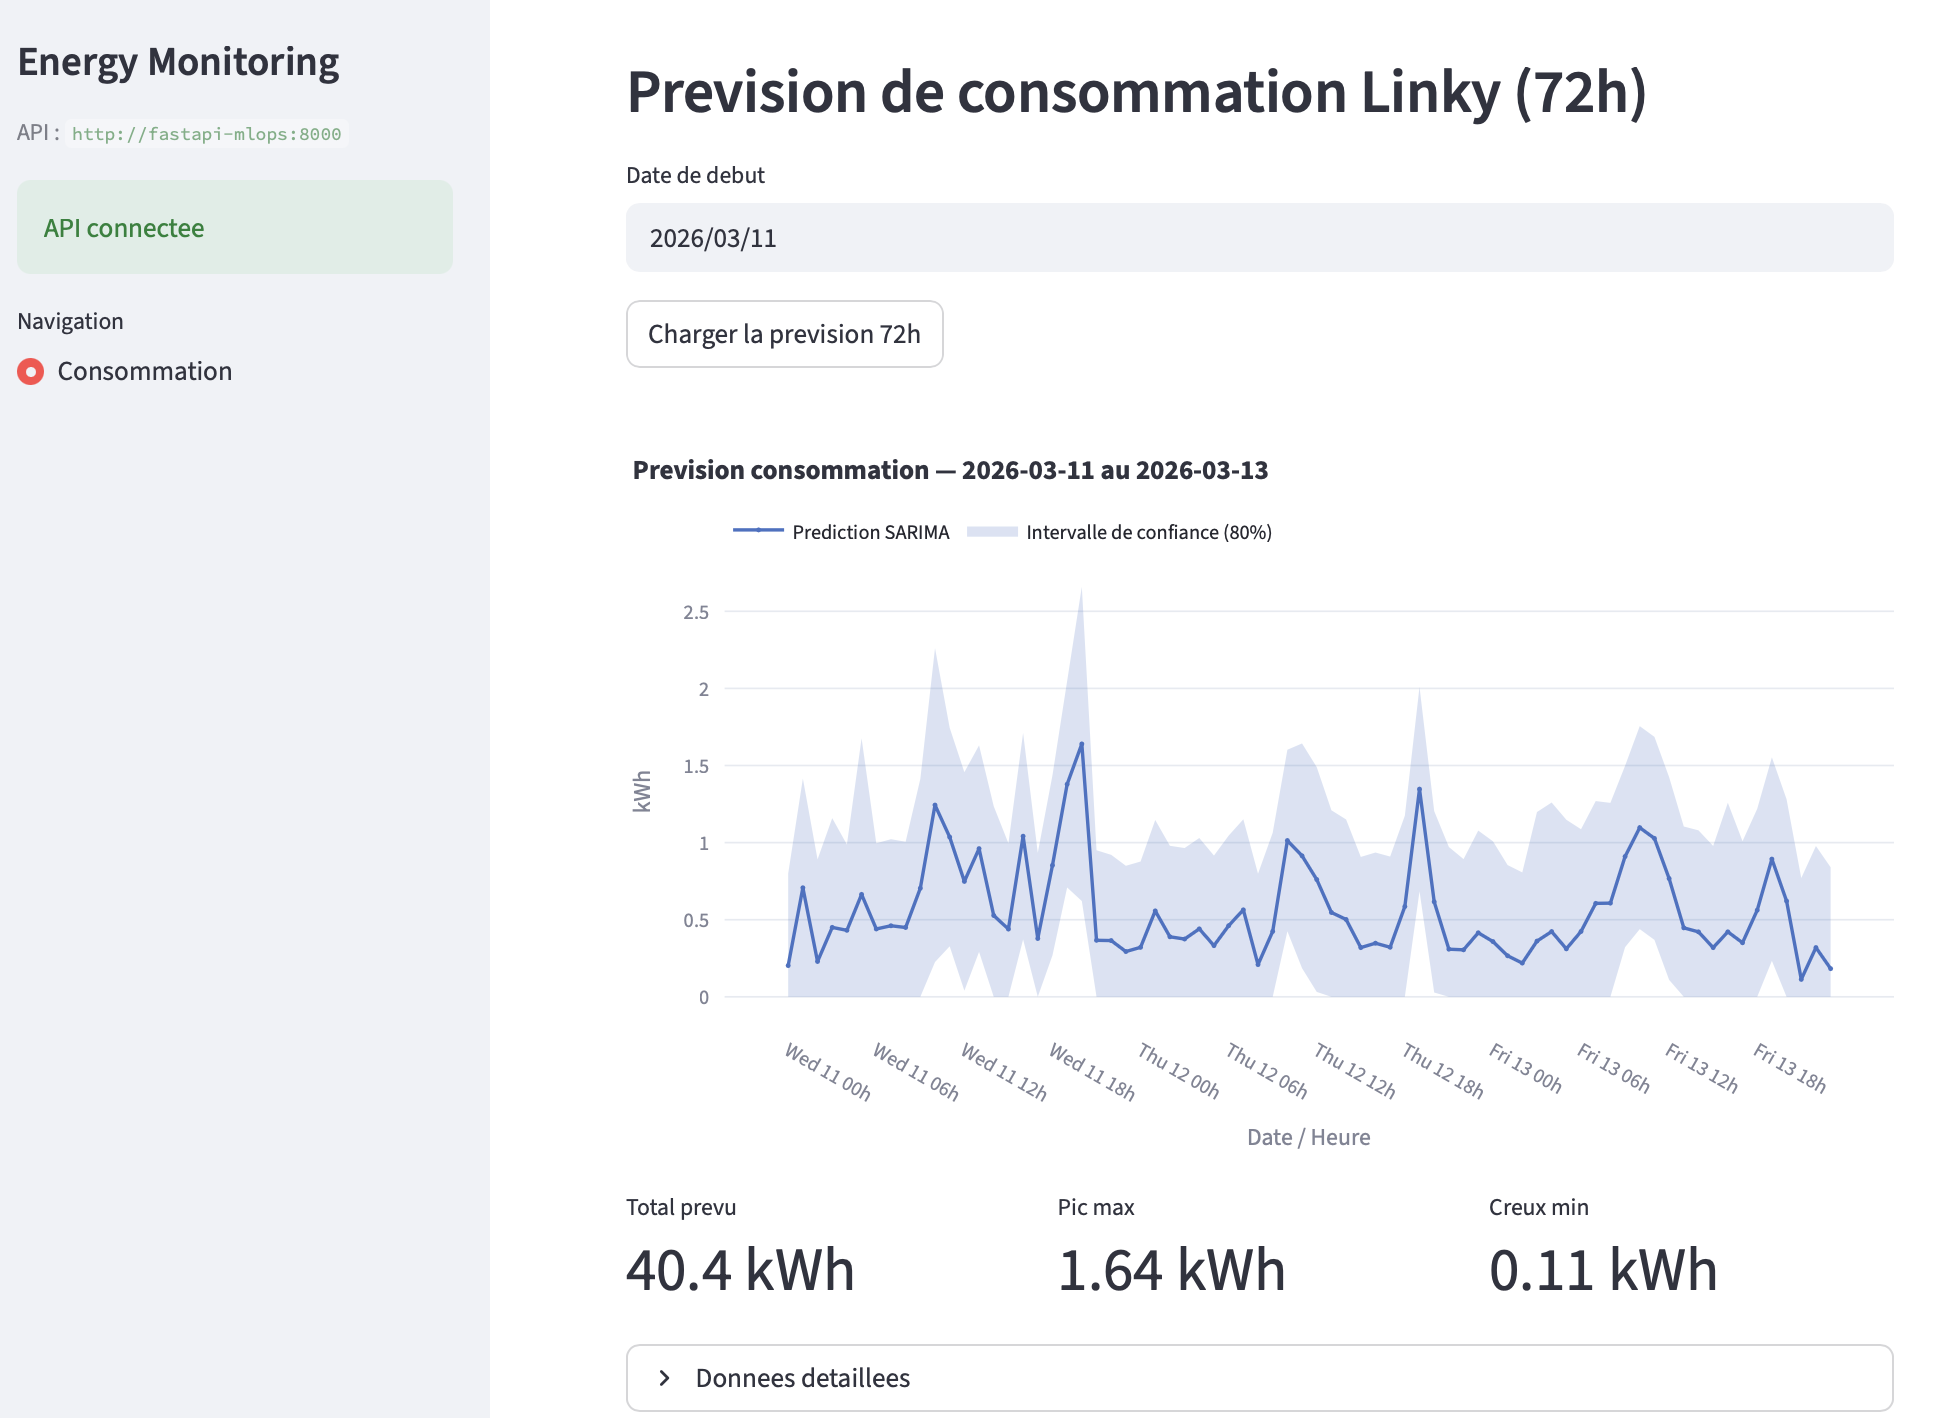 Energy Monitoring
API : http://fastapi-mlops:8000
API connectee
Navigation
Consommation
Prevision de consommation Linky (72h)
Date de debut
2026/03/11
Charger la prevision 72h
Prevision consommation — 2026-03-11 au 2026-03-13
Prediction SARIMA
Intervalle de confiance (80%)
2.5
2
1.5
1
0.5
0
kWh
Wed 11 00h
Wed 11 06h
Wed 11 12h
Wed 11 18h
Thu 12 00h
Thu 12 06h
Thu 12 12h
Thu 12 18h
Fri 13 00h
Fri 13 06h
Fri 13 12h
Fri 13 18h
Date / Heure
Total prevu
40.4 kWh
Pic max
1.64 kWh
Creux min
0.11 kWh
Donnees detaillees